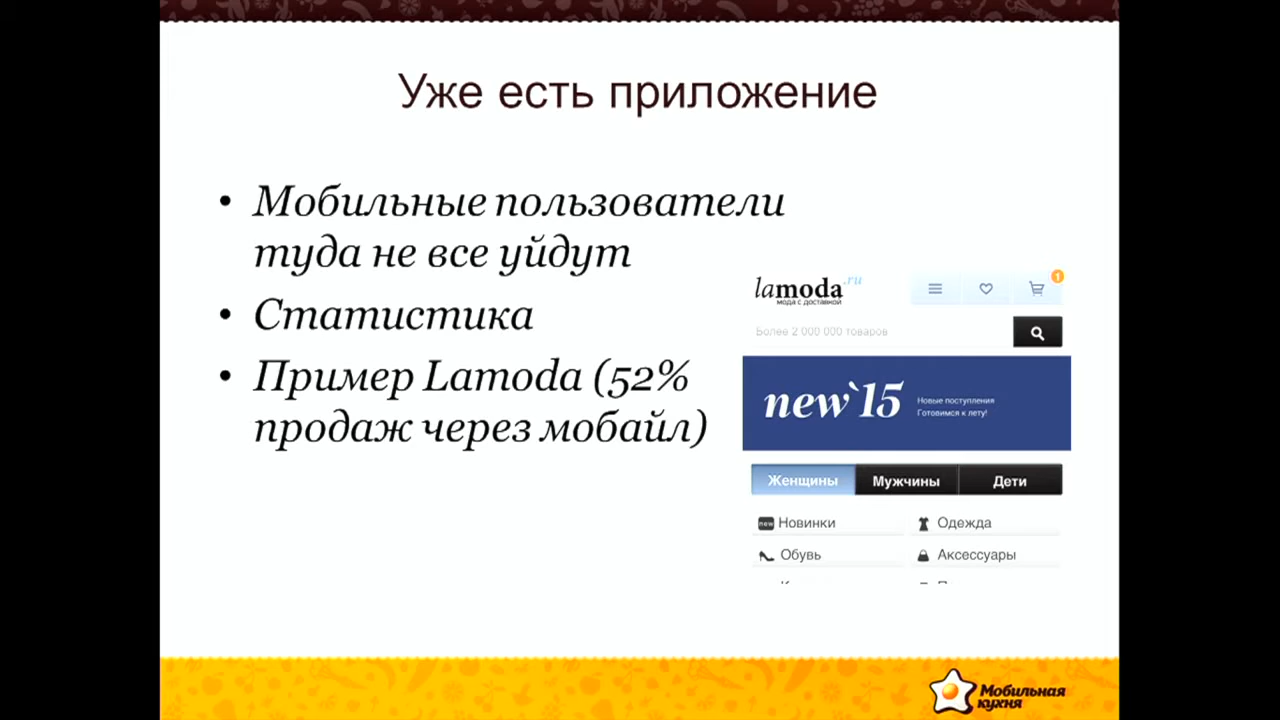 Уже есть приложение
• Мобильные пользователи
туда не все уйдут
• Статистика
• Пример Lamoda (52%
продаж через мобайл)
lamoda.ru
мода с доставкой
1
Более 2 000 000 товаров
new`15
Новые поступления
Готовимся к лету!
Женщины Мужчины Дети
new Новинки Одежда
Обувь Аксессуары
Мобильная
кухня